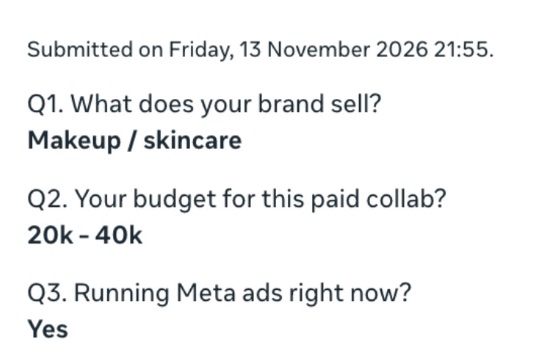 Submitted on Friday, 13 November 2026 21:55.
Q1. What does your brand sell?
Makeup / skincare
Q2. Your budget for this paid collab?
20k - 40k
Q3. Running Meta ads right now?
Yes